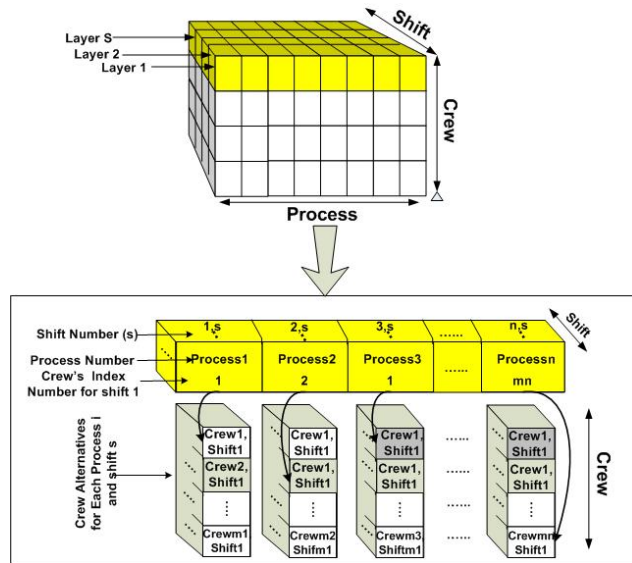 Shift
Layer S
Layer 2
Layer 1
Crew
Process
Shift Number (s)
1,s 2,s 3,s ...... n,s
Shift
Process Number
Process1 Process2 Process3 ...... Processn
Crew's Index
Number for shift 1
1 2 1 ...... mn
Crew Alternatives
for Each Process i
and shift s
Crew1, Crew1, Crew1, Crew1,
Shift1 Shift1 Shift1 Shift1
Crew2, Crew1, Crew1, Crew1,
Shift1 Shift1 Shift1 Shift1
Crewm1 Crewm2 Crewm3, Crewmn
Shift1 Shifm1 Shiftm1 Shift1
Crew